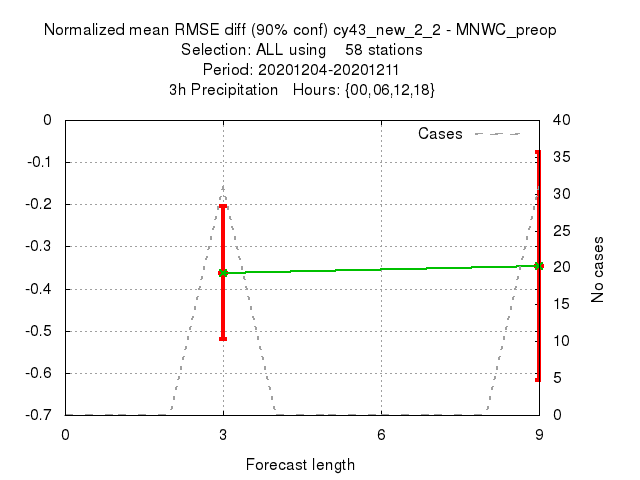 Normalized mean RMSE diff (90% conf) cy43_new_2_2 - MNWC_preop
Selection: ALL using 58 stations
Period: 20201204-20201211
3h Precipitation Hours: {00,06,12,18}
0 40
Cases
35
-0.1
30
-0.2
25
-0.3
20
-0.4
15
-0.5
10
-0.6
5
-0.7 0
No cases
0 3 6 9
Forecast length